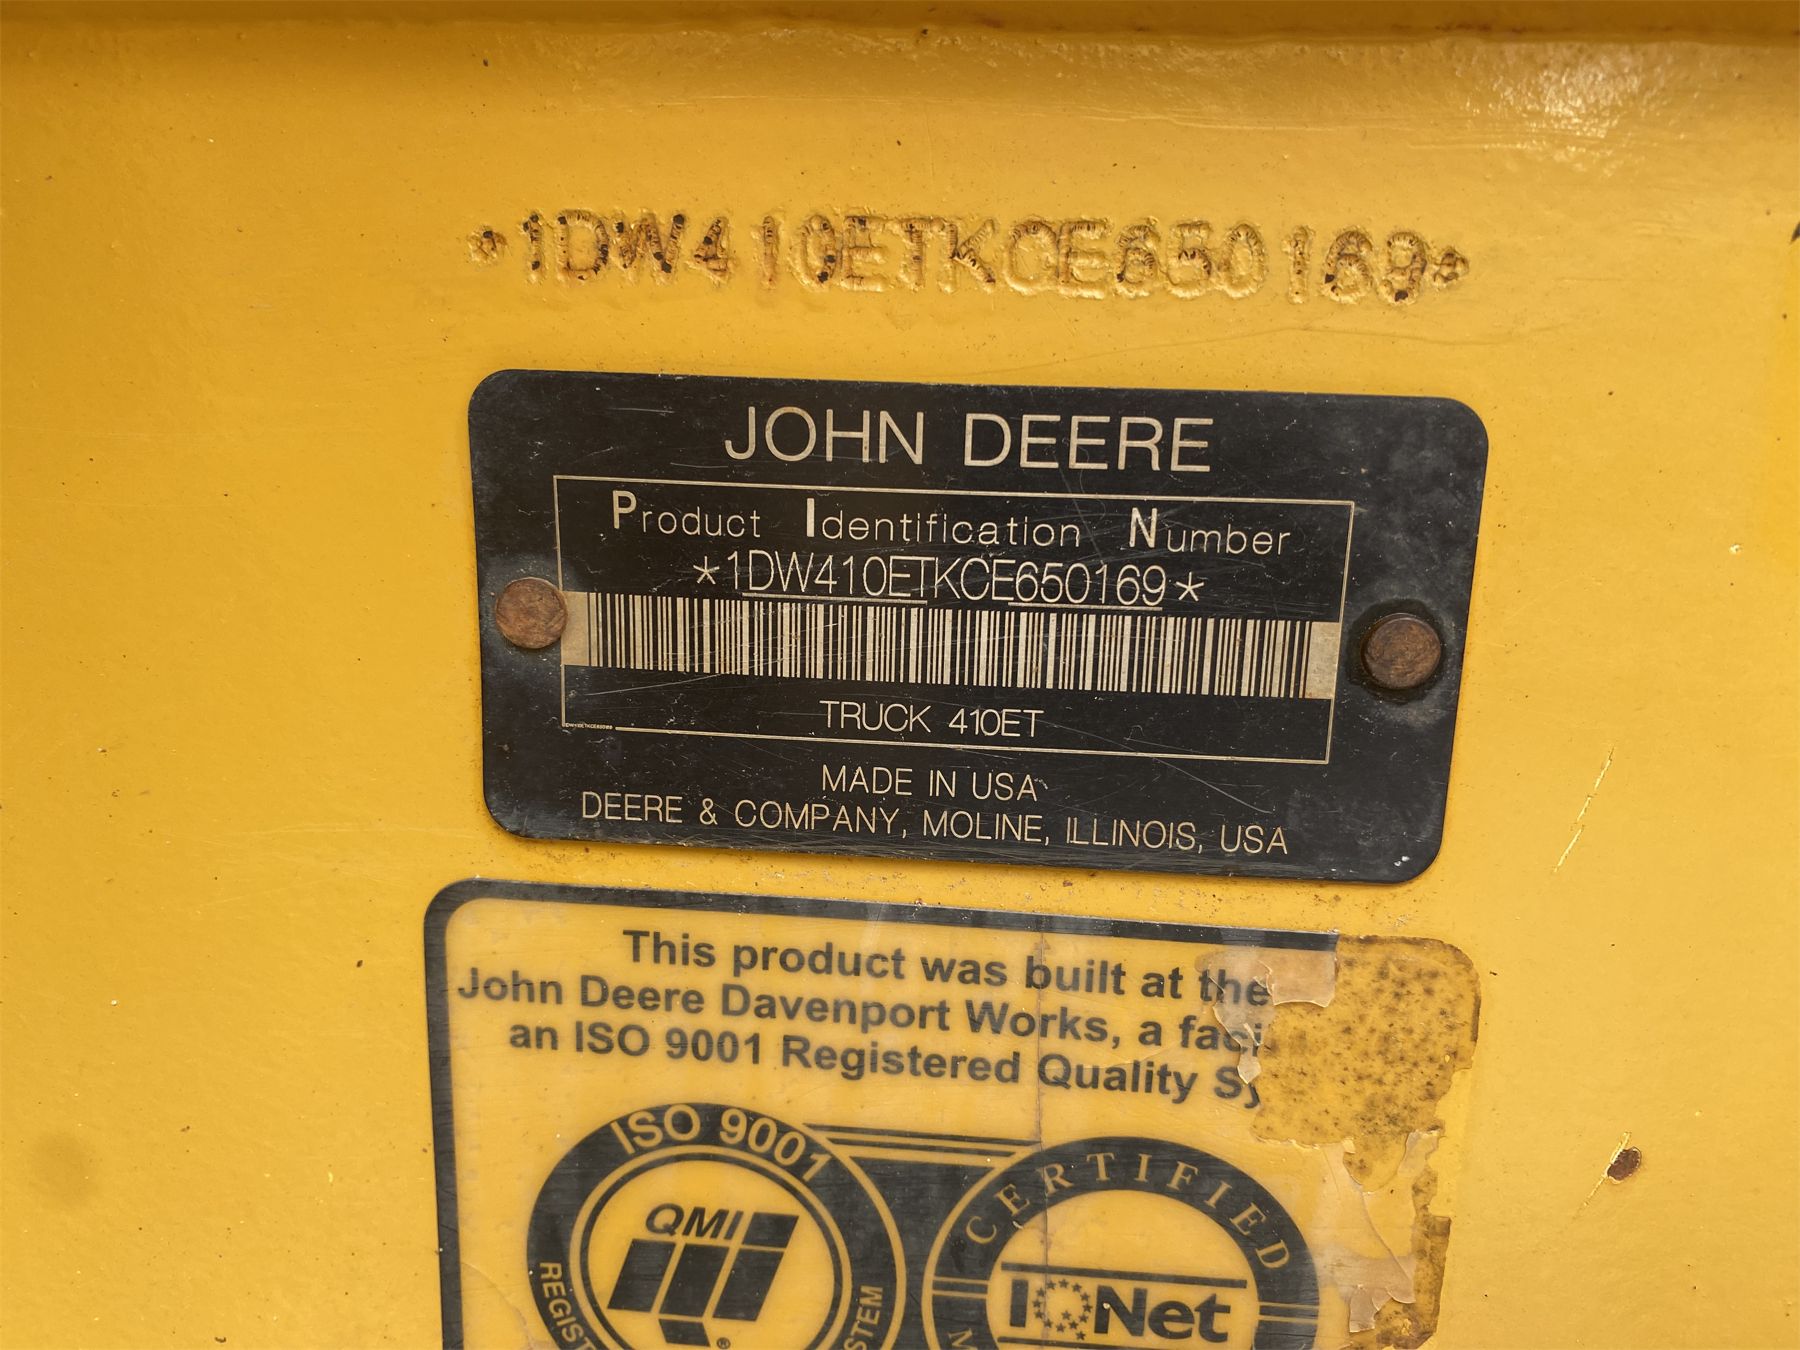 *1DW410ETKCE650169*
JOHN DEERE
Product Identification Number
*1DW410ETKCE650169*
TRUCK 410ET
MADE IN USA
DEERE & COMPANY, MOLINE, ILLINOIS, USA
This product was built at the
John Deere Davenport Works, a faci
an ISO 9001 Registered Quality Sy
ISO 9001
QMI
REGIST
STEM
CERTIFIED
M
IQNet